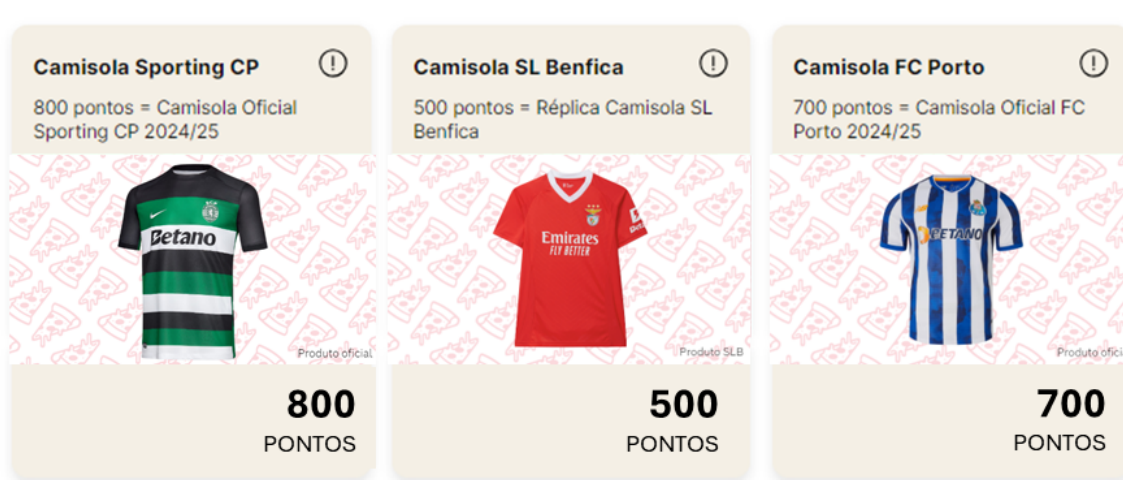 Camisola Sporting CP
800 pontos = Camisola Oficial
Sporting CP 2024/25
Betano
Produto oficial
800
PONTOS
Camisola SL Benfica
500 pontos = Réplica Camisola SL
Benfica
Emirates
FLY BETTER
Produto SLB
500
PONTOS
Camisola FC Porto
700 pontos = Camisola Oficial FC
Porto 2024/25
BETANO
Produto ofici
700
PONTOS